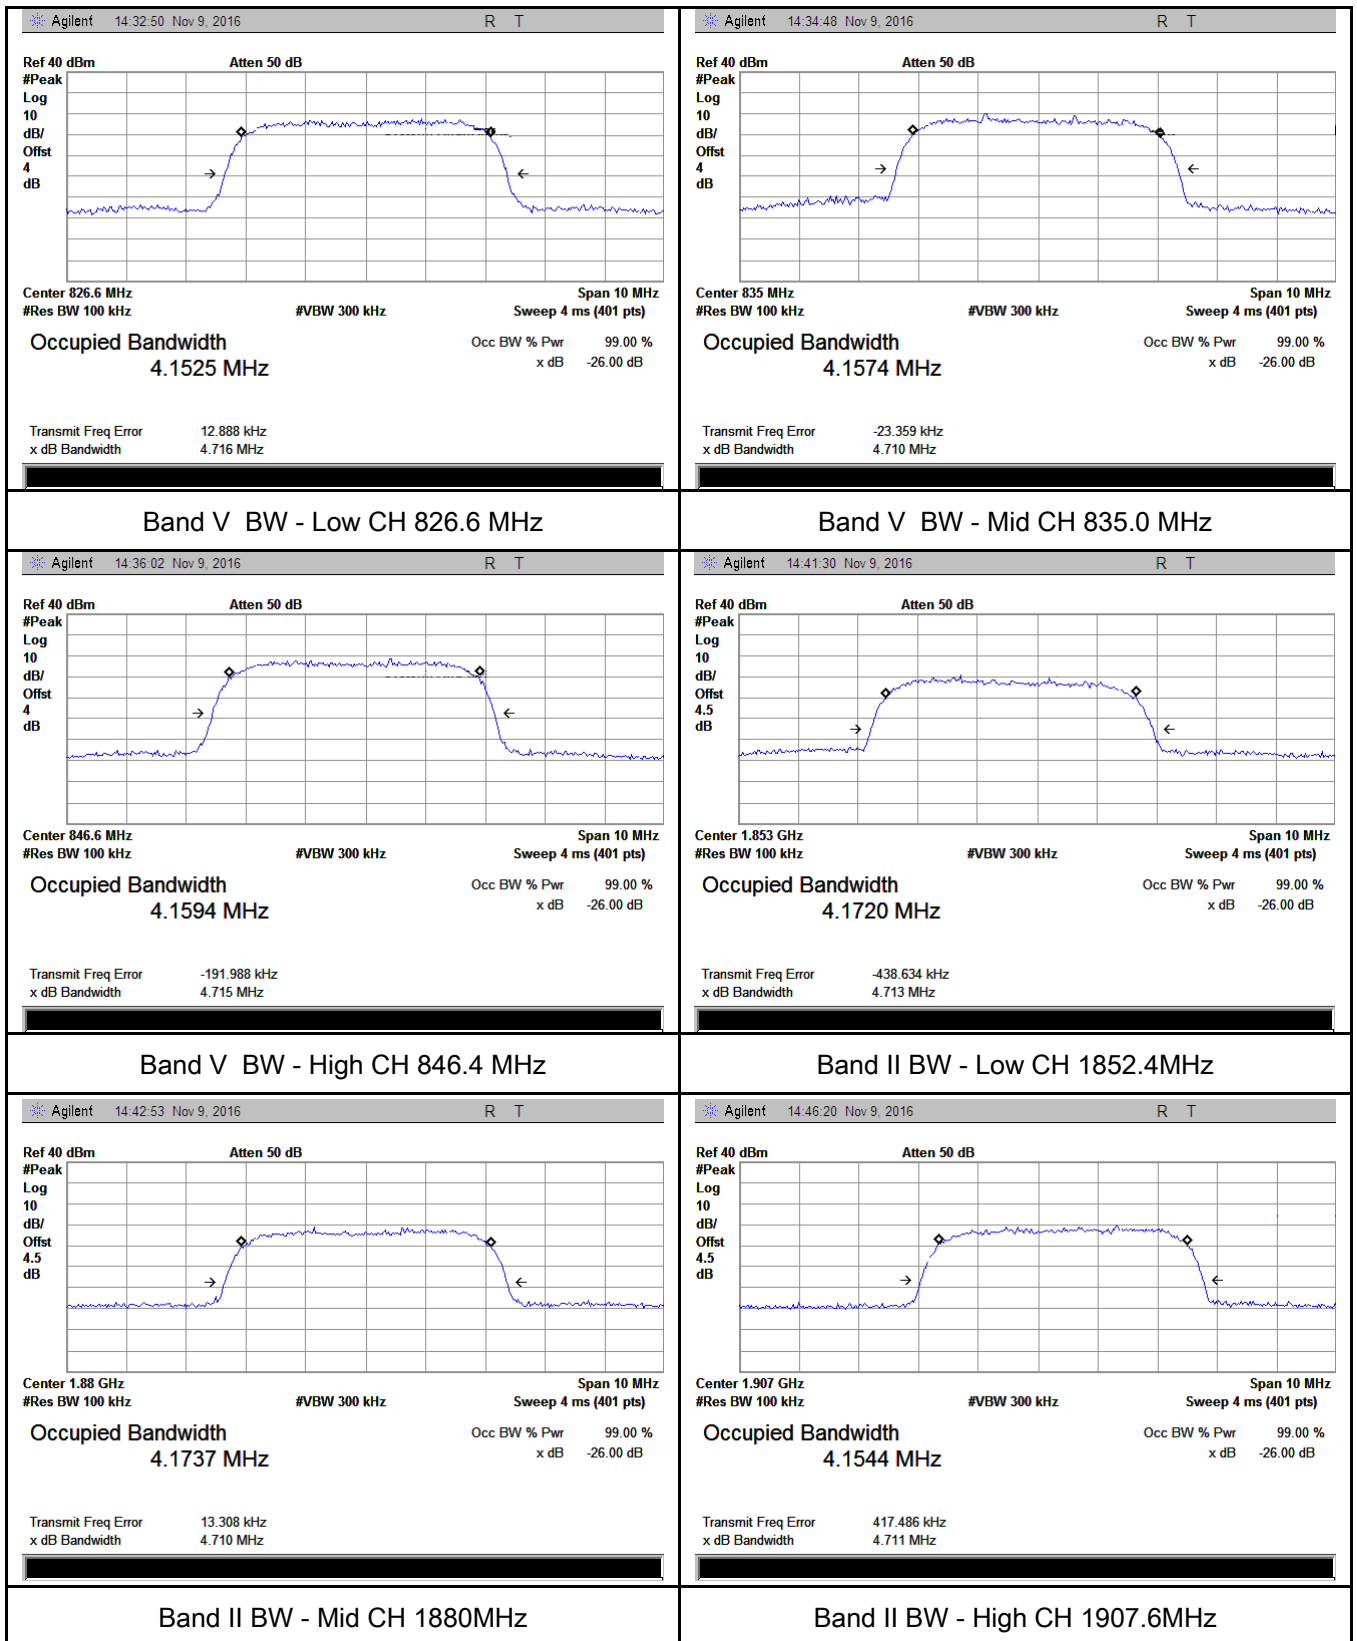 Agilent 14:32:50 Nov 9, 2016 R T
Ref 40 dBm Atten 50 dB
#Peak
Log
10
dB/
Offst
4
dB
Center 826.6 MHz Span 10 MHz
#Res BW 100 kHz #VBW 300 kHz Sweep 4 ms (401 pts)
Occupied Bandwidth Occ BW % Pwr 99.00 %
4.1525 MHz x dB -26.00 dB
Transmit Freq Error 12.888 kHz
x dB Bandwidth 4.716 MHz
Band V BW - Low CH 826.6 MHz
Agilent 14:34:48 Nov 9, 2016 R T
Ref 40 dBm Atten 50 dB
#Peak
Log
10
dB/
Offst
4
dB
Center 835 MHz Span 10 MHz
#Res BW 100 kHz #VBW 300 kHz Sweep 4 ms (401 pts)
Occupied Bandwidth Occ BW % Pwr 99.00 %
4.1574 MHz x dB -26.00 dB
Transmit Freq Error -23.359 kHz
x dB Bandwidth 4.710 MHz
Band V BW - Mid CH 835.0 MHz
Agilent 14:36:02 Nov 9, 2016 R T
Ref 40 dBm Atten 50 dB
#Peak
Log
10
dB/
Offst
4
dB
Center 846.6 MHz Span 10 MHz
#Res BW 100 kHz #VBW 300 kHz Sweep 4 ms (401 pts)
Occupied Bandwidth Occ BW % Pwr 99.00 %
4.1594 MHz x dB -26.00 dB
Transmit Freq Error -191.988 kHz
x dB Bandwidth 4.715 MHz
Band V BW - High CH 846.4 MHz
Agilent 14:41:30 Nov 9, 2016 R T
Ref 40 dBm Atten 50 dB
#Peak
Log
10
dB/
Offst
4.5
dB
Center 1.853 GHz Span 10 MHz
#Res BW 100 kHz #VBW 300 kHz Sweep 4 ms (401 pts)
Occupied Bandwidth Occ BW % Pwr 99.00 %
4.1720 MHz x dB -26.00 dB
Transmit Freq Error -438.634 kHz
x dB Bandwidth 4.713 MHz
Band II BW - Low CH 1852.4MHz
Agilent 14:42:53 Nov 9, 2016 R T
Ref 40 dBm Atten 50 dB
#Peak
Log
10
dB/
Offst
4.5
dB
Center 1.88 GHz Span 10 MHz
#Res BW 100 kHz #VBW 300 kHz Sweep 4 ms (401 pts)
Occupied Bandwidth Occ BW % Pwr 99.00 %
4.1737 MHz x dB -26.00 dB
Transmit Freq Error 13.308 kHz
x dB Bandwidth 4.710 MHz
Band II BW - Mid CH 1880MHz
Agilent 14:46:20 Nov 9, 2016 R T
Ref 40 dBm Atten 50 dB
#Peak
Log
10
dB/
Offst
4.5
dB
Center 1.907 GHz Span 10 MHz
#Res BW 100 kHz #VBW 300 kHz Sweep 4 ms (401 pts)
Occupied Bandwidth Occ BW % Pwr 99.00 %
4.1544 MHz x dB -26.00 dB
Transmit Freq Error 417.486 kHz
x dB Bandwidth 4.711 MHz
Band II BW - High CH 1907.6MHz